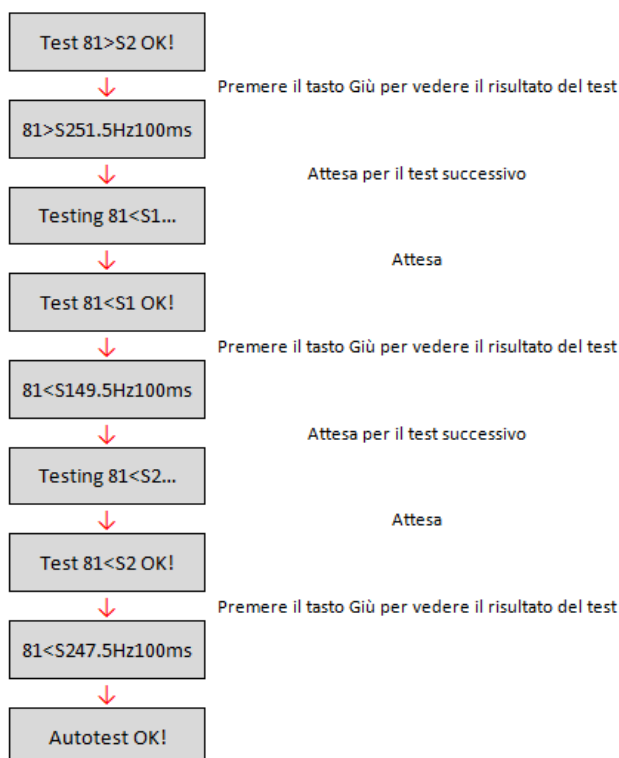 Test 81>S2 OK!
Premere il tasto Giù per vedere il risultato del test
81>S251.5Hz100ms
Attesa per il test successivo
Testing 81<S1...
Attesa
Test 81<S1 OK!
Premere il tasto Giù per vedere il risultato del test
81<S149.5Hz100ms
Attesa per il test successivo
Testing 81<S2...
Attesa
Test 81<S2 OK!
Premere il tasto Giù per vedere il risultato del test
81<S247.5Hz100ms
Autotest OK!